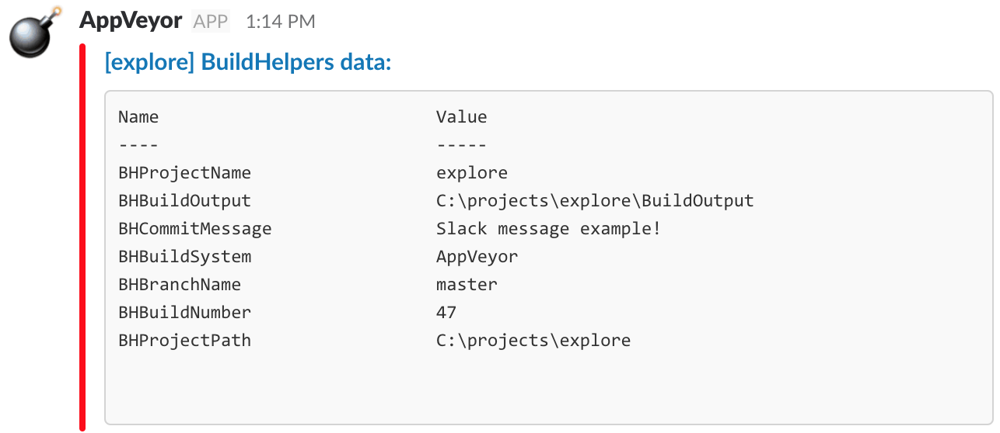 AppVeyor APP 1:14 PM
[explore] BuildHelpers data:
Name Value
---- -----
BHProjectName explore
BHBuildOutput C:\projects\explore\BuildOutput
BHCommitMessage Slack message example!
BHBuildSystem AppVeyor
BHBranchName master
BHBuildNumber 47
BHProjectPath C:\projects\explore